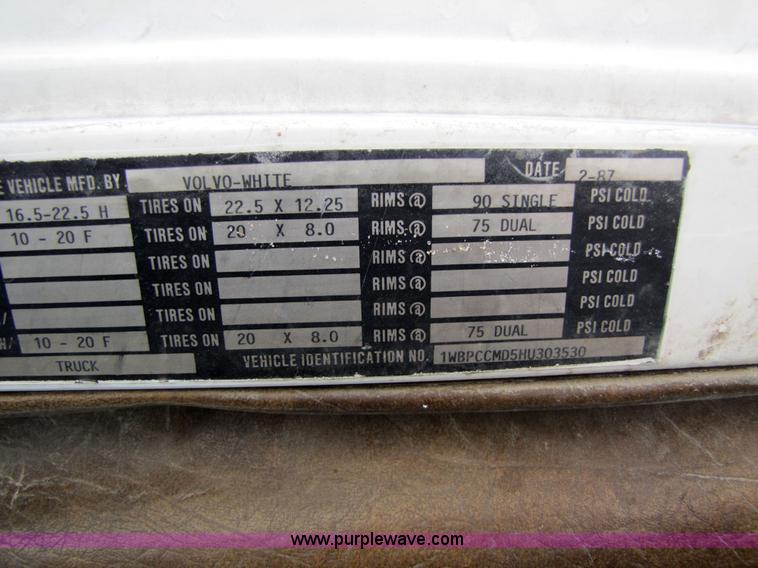 E VEHICLE MFD. BY VOLVO-WHITE DATE 2-87
16.5-22.5 H TIRES ON 22.5 X 12.25 RIMS @ 90 SINGLE PSI COLD
10 - 20 F TIRES ON 20 X 8.0 RIMS @ 75 DUAL PSI COLD
TIRES ON RIMS @ PSI COLD
TIRES ON RIMS @ PSI COLD
/ TIRES ON RIMS @ PSI COLD
/ 10 - 20 F TIRES ON 20 X 8.0 RIMS @ 75 DUAL
TRUCK VEHICLE IDENTIFICATION NO. 1WBPCCMD5HU303530
www.purplewave.com